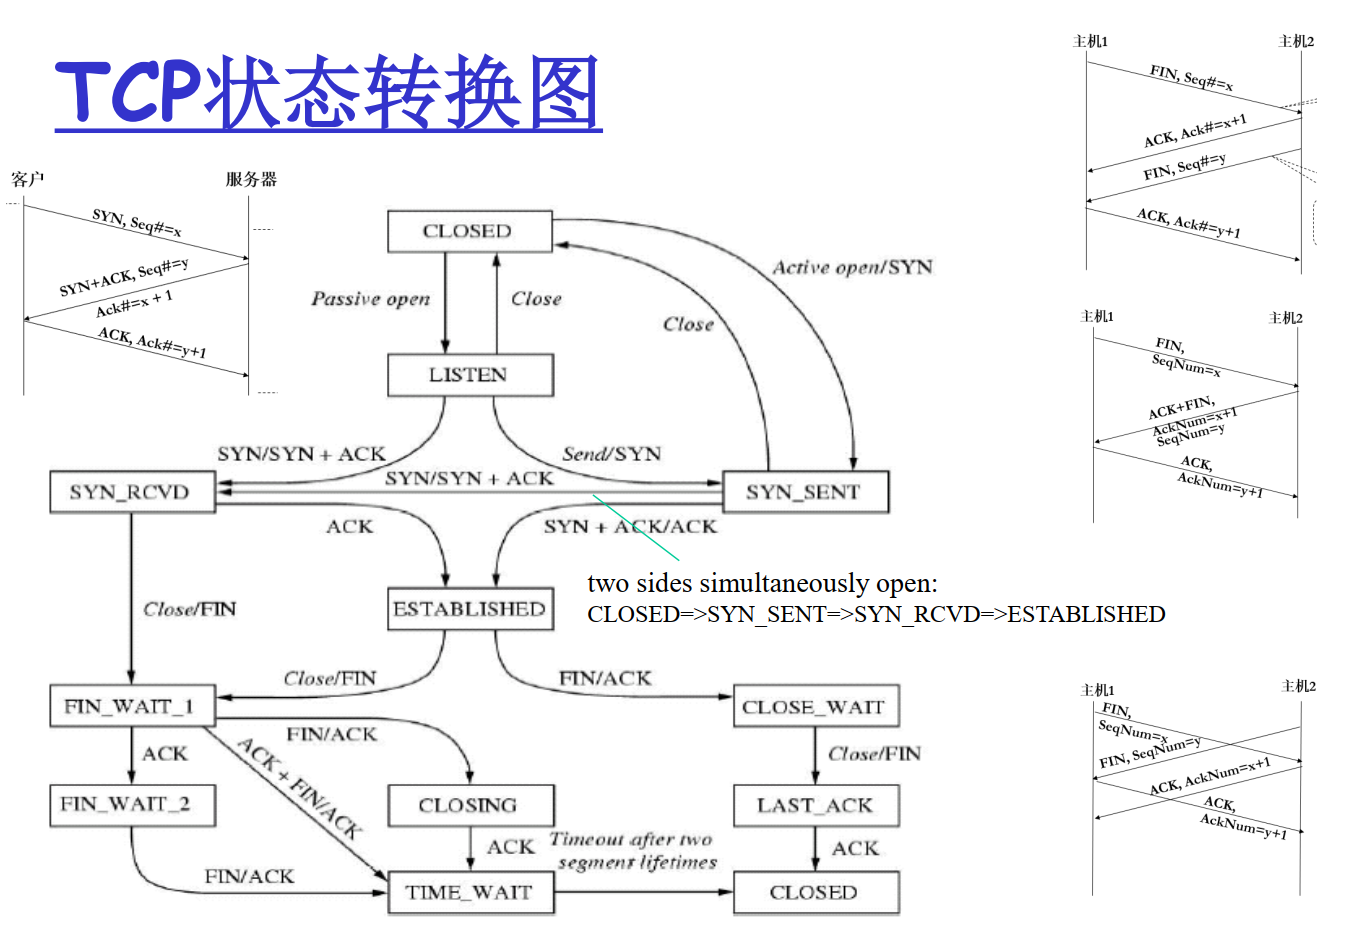 TCP状态转换图
主机1
主机2
FIN, Seq#=x
ACK, Ack#=x+1
FIN, Seq#=y
ACK, Ack#=y+1
客户
服务器
SYN, Seq#=x
SYN+ACK, Seq#=y
Ack#=x + 1
ACK, Ack#=y+1
CLOSED
Active open/SYN
Passive open
Close
Close
LISTEN
主机1
主机2
FIN,
SeqNum=x
ACK+FIN,
AckNum=x+1
SeqNum=y
ACK,
AckNum=y+1
SYN/SYN + ACK
Send/SYN
SYN/SYN + ACK
SYN_RCVD
SYN_SENT
ACK
SYN + ACK/ACK
two sides simultaneously open:
CLOSED=>SYN_SENT=>SYN_RCVD=>ESTABLISHED
ESTABLISHED
Close/FIN
Close/FIN
FIN/ACK
FIN_WAIT_1
CLOSE_WAIT
FIN/ACK
ACK
ACK + FIN/ACK
Close/FIN
FIN_WAIT_2
CLOSING
LAST_ACK
ACK
Timeout after two
segment lifetimes
ACK
FIN/ACK
TIME_WAIT
CLOSED
主机1
主机2
FIN,
SeqNum=x
FIN, SeqNum=y
ACK, AckNum=x+1
ACK,
AckNum=y+1